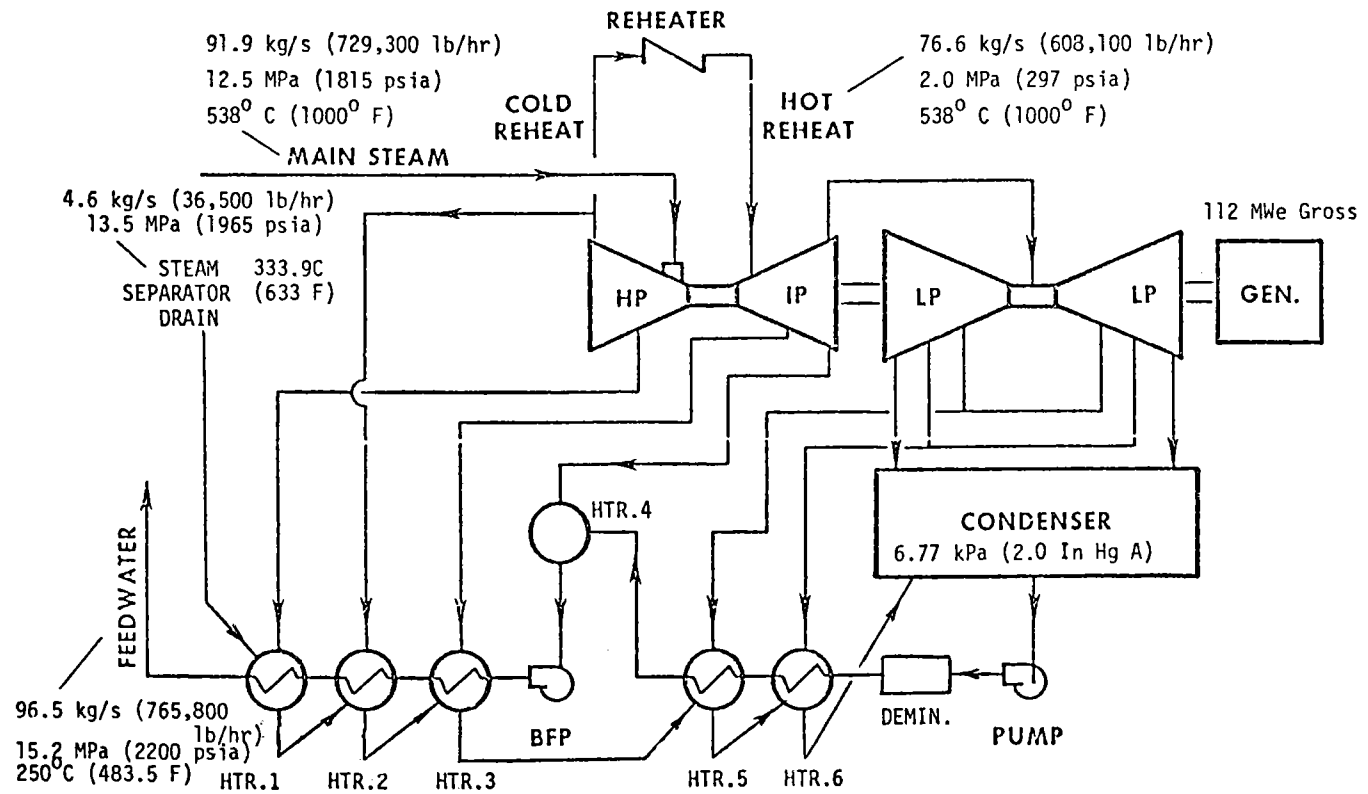 REHEATER
91.9 kg/s (729,300 lb/hr)
12.5 MPa (1815 psia)
538° C (1000° F)
76.6 kg/s (608,100 lb/hr)
2.0 MPa (297 psia)
538° C (1000° F)
COLD
REHEAT
HOT
REHEAT
MAIN STEAM
4.6 kg/s (36,500 lb/hr)
13.5 MPa (1965 psia)
STEAM 333.9C
SEPARATOR (633 F)
DRAIN
112 MWe Gross
HP
IP
LP
LP
GEN.
HTR.4
CONDENSER
6.77 kPa (2.0 In Hg A)
FEEDWATER
96.5 kg/s (765,800
lb/hr)
15.2 MPa (2200 psia)
250°C (483.5 F)
BFP
DEMIN.
PUMP
HTR.1
HTR.2
HTR.3
HTR.5
HTR.6